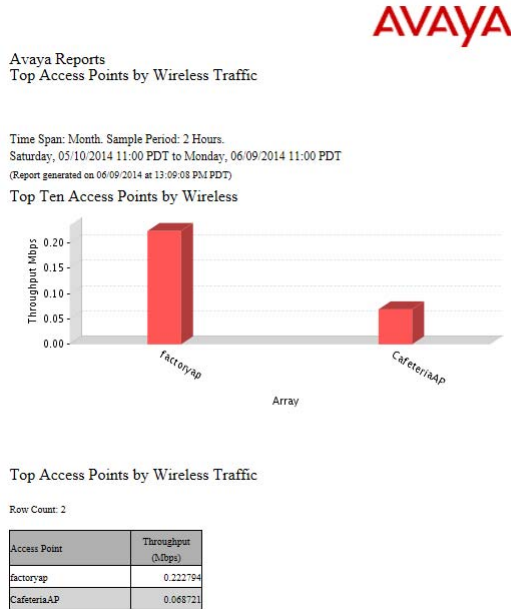 AVAYA
Avaya Reports
Top Access Points by Wireless Traffic
Time Span: Month. Sample Period: 2 Hours.
Saturday, 05/10/2014 11:00 PDT to Monday, 06/09/2014 11:00 PDT
(Report generated on 06/09/2014 at 13:09:08 PM PDT)
Top Ten Access Points by Wireless
Throughput Mbps
0.20
0.15
0.10
0.05
0.00
factoryap
CafeteriaAP
Array
Top Access Points by Wireless Traffic
Row Count: 2
Access Point Throughput (Mbps)
factoryap 0.222794
CafeteriaAP 0.068721